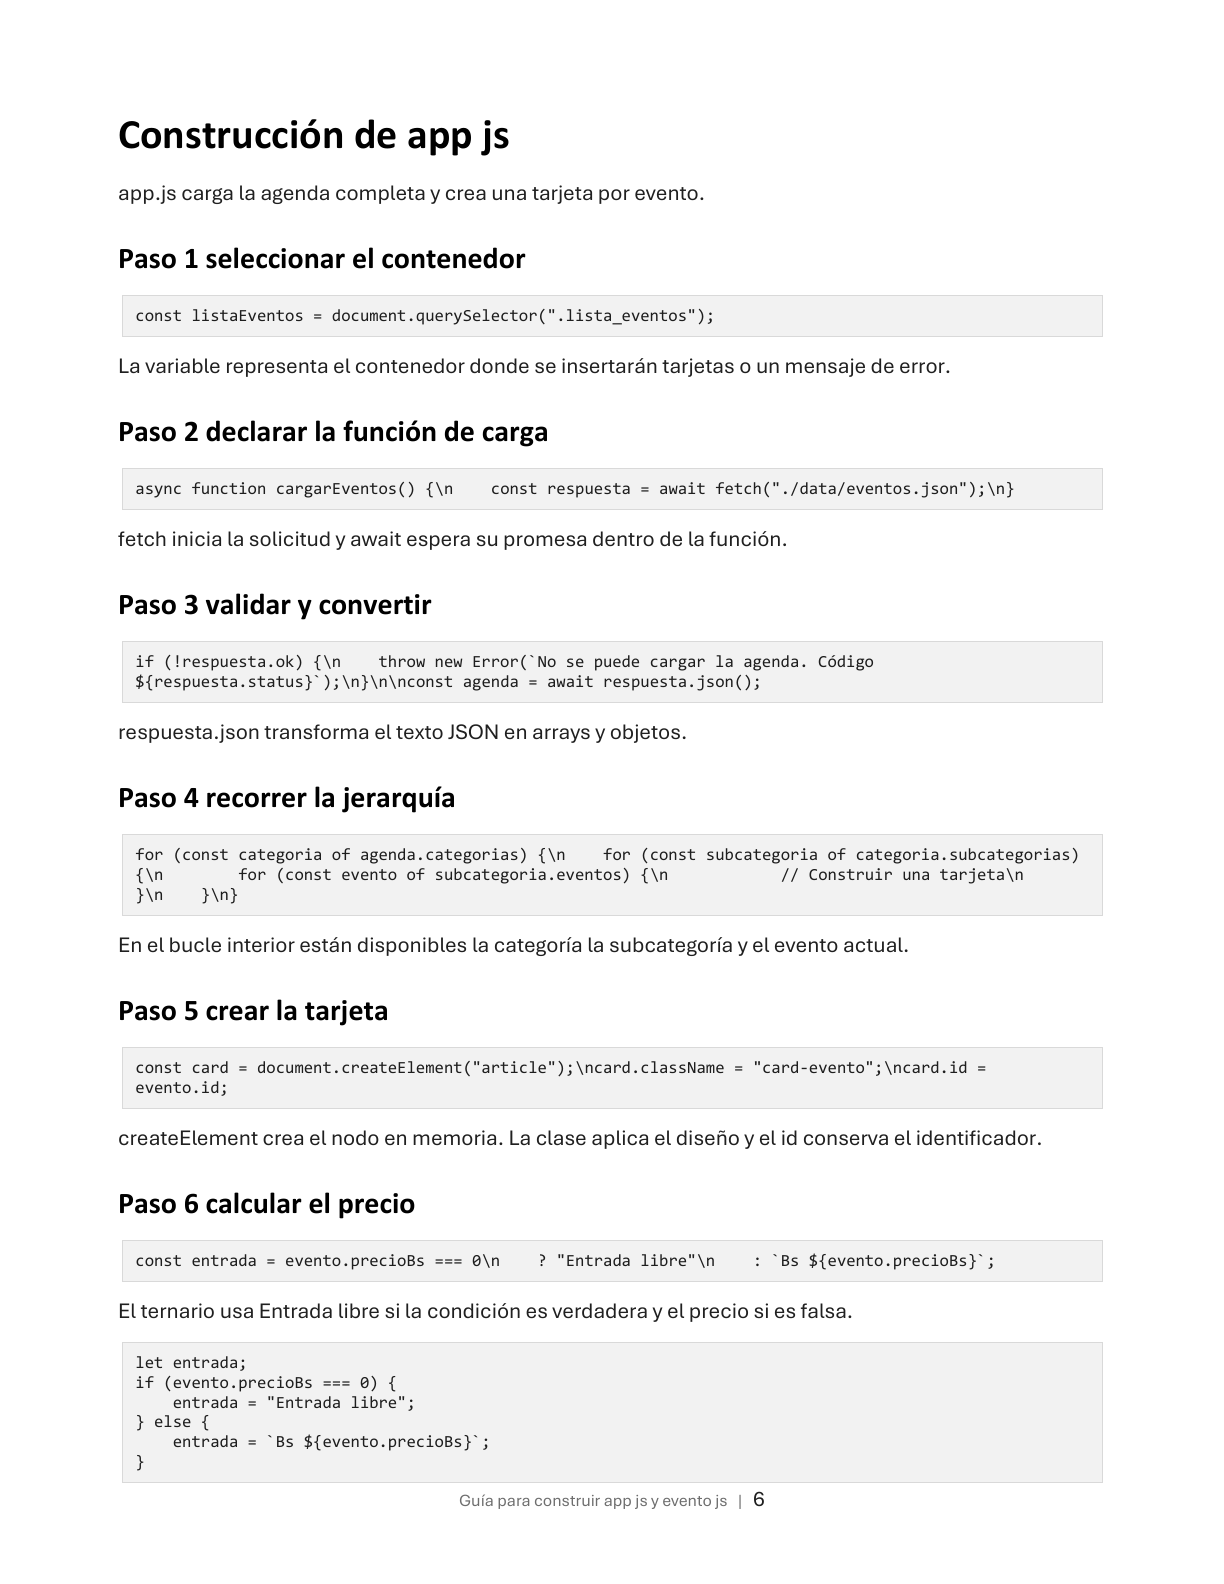 Construcción de app js
app.js carga la agenda completa y crea una tarjeta por evento.
Paso 1 seleccionar el contenedor
const listaEventos = document.querySelector(".lista_eventos");
La variable representa el contenedor donde se insertarán tarjetas o un mensaje de error.
Paso 2 declarar la función de carga
async function cargarEventos() {\n    const respuesta = await fetch("./data/eventos.json");\n}
fetch inicia la solicitud y await espera su promesa dentro de la función.
Paso 3 validar y convertir
if (!respuesta.ok) {\n    throw new Error(`No se puede cargar la agenda. Código
${respuesta.status}`);\n}\n\nconst agenda = await respuesta.json();
respuesta.json transforma el texto JSON en arrays y objetos.
Paso 4 recorrer la jerarquía
for (const categoria of agenda.categorias) {\n    for (const subcategoria of categoria.subcategorias)
{\n        for (const evento of subcategoria.eventos) {\n            // Construir una tarjeta\n
}\n    }\n}
En el bucle interior están disponibles la categoría la subcategoría y el evento actual.
Paso 5 crear la tarjeta
const card = document.createElement("article");\ncard.className = "card-evento";\ncard.id =
evento.id;
createElement crea el nodo en memoria. La clase aplica el diseño y el id conserva el identificador.
Paso 6 calcular el precio
const entrada = evento.precioBs === 0\n    ? "Entrada libre"\n    : `Bs ${evento.precioBs}`;
El ternario usa Entrada libre si la condición es verdadera y el precio si es falsa.
let entrada;
if (evento.precioBs === 0) {
    entrada = "Entrada libre";
} else {
    entrada = `Bs ${evento.precioBs}`;
}
Guía para construir app js y evento js | 6